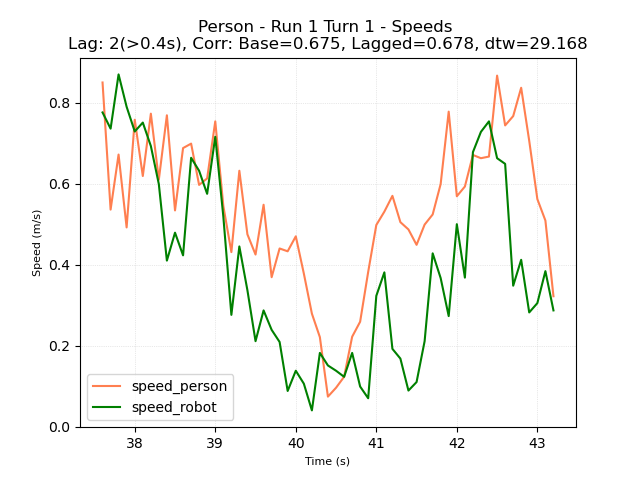 Person - Run 1 Turn 1 - Speeds
Lag: 2(>0.4s), Corr: Base=0.675, Lagged=0.678, dtw=29.168
Speed (m/s)
0.8
0.6
0.4
0.2
0.0
speed_person
speed_robot
38
39
40
41
42
43
Time (s)